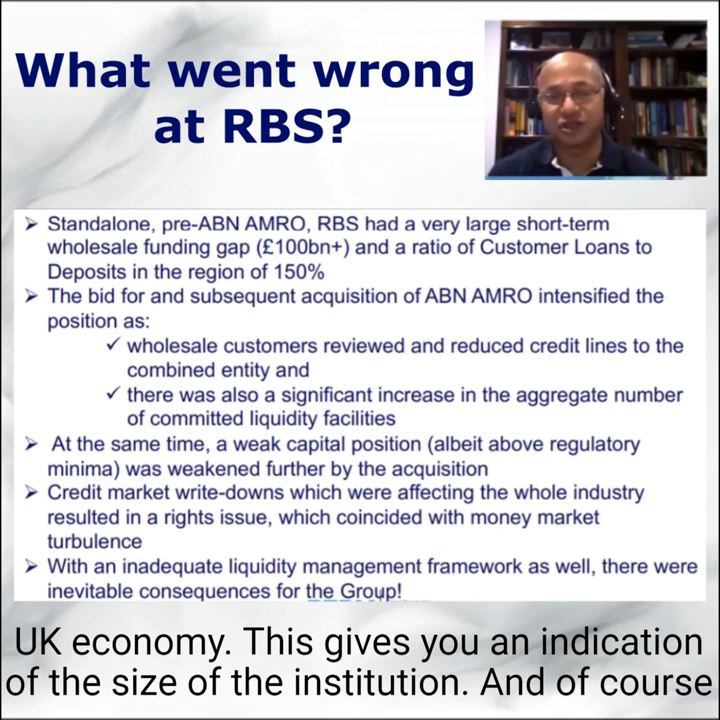 What went wrong
at RBS?
➢ Standalone, pre-ABN AMRO, RBS had a very large short-term
wholesale funding gap (£100bn+) and a ratio of Customer Loans to
Deposits in the region of 150%
➢ The bid for and subsequent acquisition of ABN AMRO intensified the
position as:
✓ wholesale customers reviewed and reduced credit lines to the
combined entity and
✓ there was also a significant increase in the aggregate number
of committed liquidity facilities
➢ At the same time, a weak capital position (albeit above regulatory
minima) was weakened further by the acquisition
➢ Credit market write-downs which were affecting the whole industry
resulted in a rights issue, which coincided with money market
turbulence
➢ With an inadequate liquidity management framework as well, there were
inevitable consequences for the Group!
UK economy. This gives you an indication
of the size of the institution. And of course